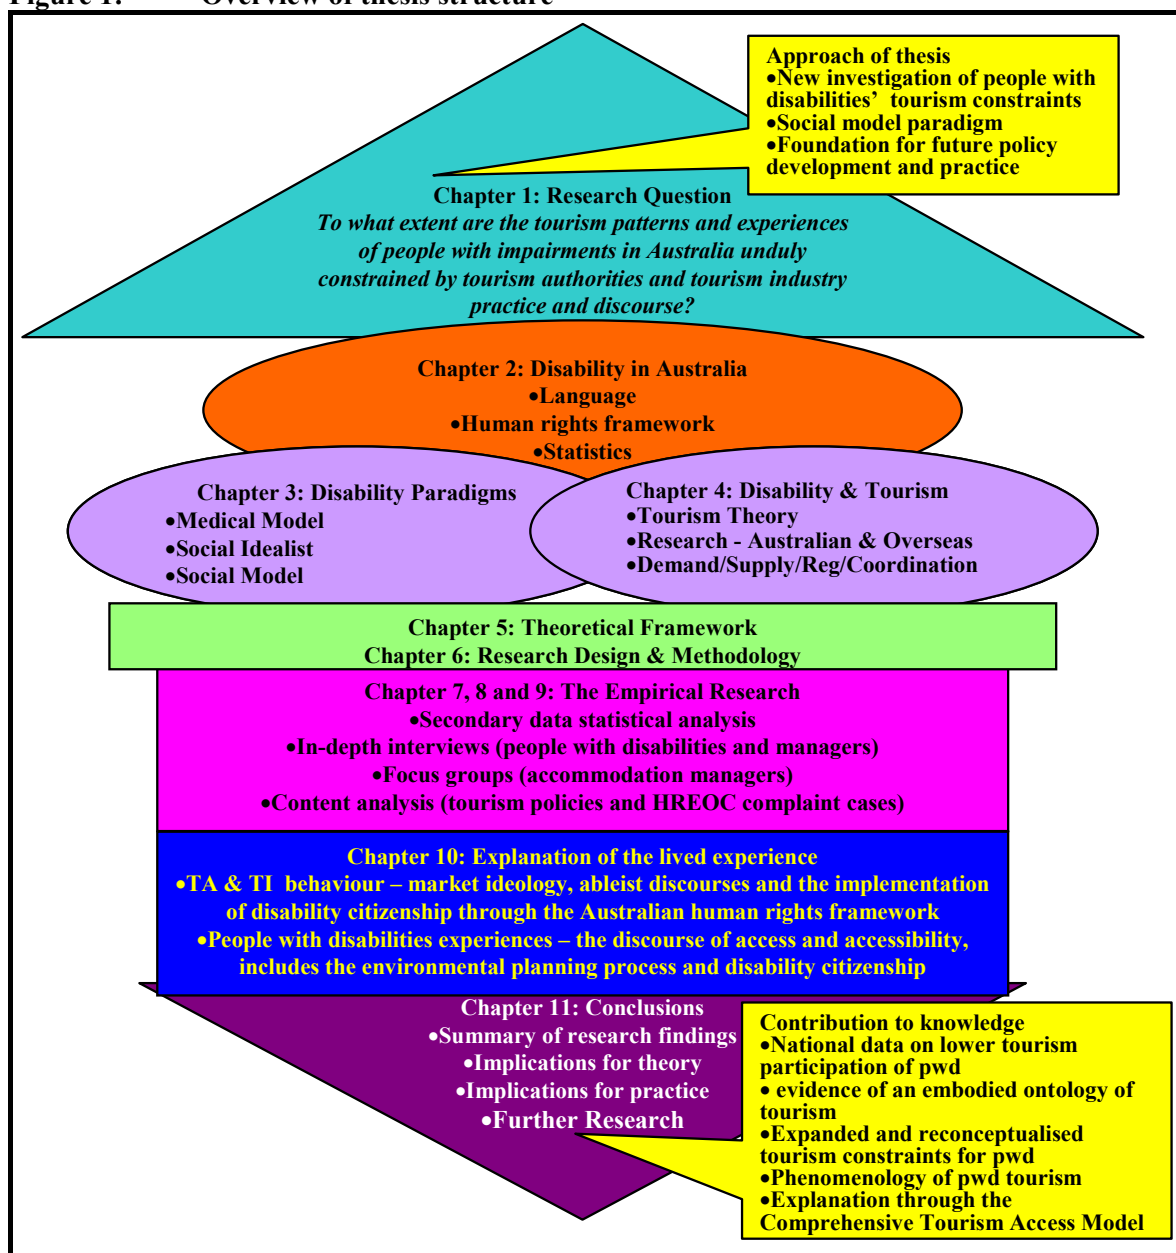 Figure 1: Overview of thesis structure
Approach of thesis
•New investigation of people with
disabilities’ tourism constraints
•Social model paradigm
•Foundation for future policy
development and practice
Chapter 1: Research Question
To what extent are the tourism patterns and experiences
of people with impairments in Australia unduly
constrained by tourism authorities and tourism industry
practice and discourse?
Chapter 2: Disability in Australia
•Language
•Human rights framework
•Statistics
Chapter 3: Disability Paradigms
•Medical Model
•Social Idealist
•Social Model
Chapter 4: Disability & Tourism
•Tourism Theory
•Research - Australian & Overseas
•Demand/Supply/Reg/Coordination
Chapter 5: Theoretical Framework
Chapter 6: Research Design & Methodology
Chapter 7, 8 and 9: The Empirical Research
•Secondary data statistical analysis
•In-depth interviews (people with disabilities and managers)
•Focus groups (accommodation managers)
•Content analysis (tourism policies and HREOC complaint cases)
Chapter 10: Explanation of the lived experience
•TA & TI behaviour – market ideology, ableist discourses and the implementation
of disability citizenship through the Australian human rights framework
•People with disabilities experiences – the discourse of access and accessibility,
includes the environmental planning process and disability citizenship
Chapter 11: Conclusions
•Summary of research findings
•Implications for theory
•Implications for practice
•Further Research
Contribution to knowledge
•National data on lower tourism
participation of pwd
• evidence of an embodied ontology of
tourism
•Expanded and reconceptualised
tourism constraints for pwd
•Phenomenology of pwd tourism
•Explanation through the
Comprehensive Tourism Access Model